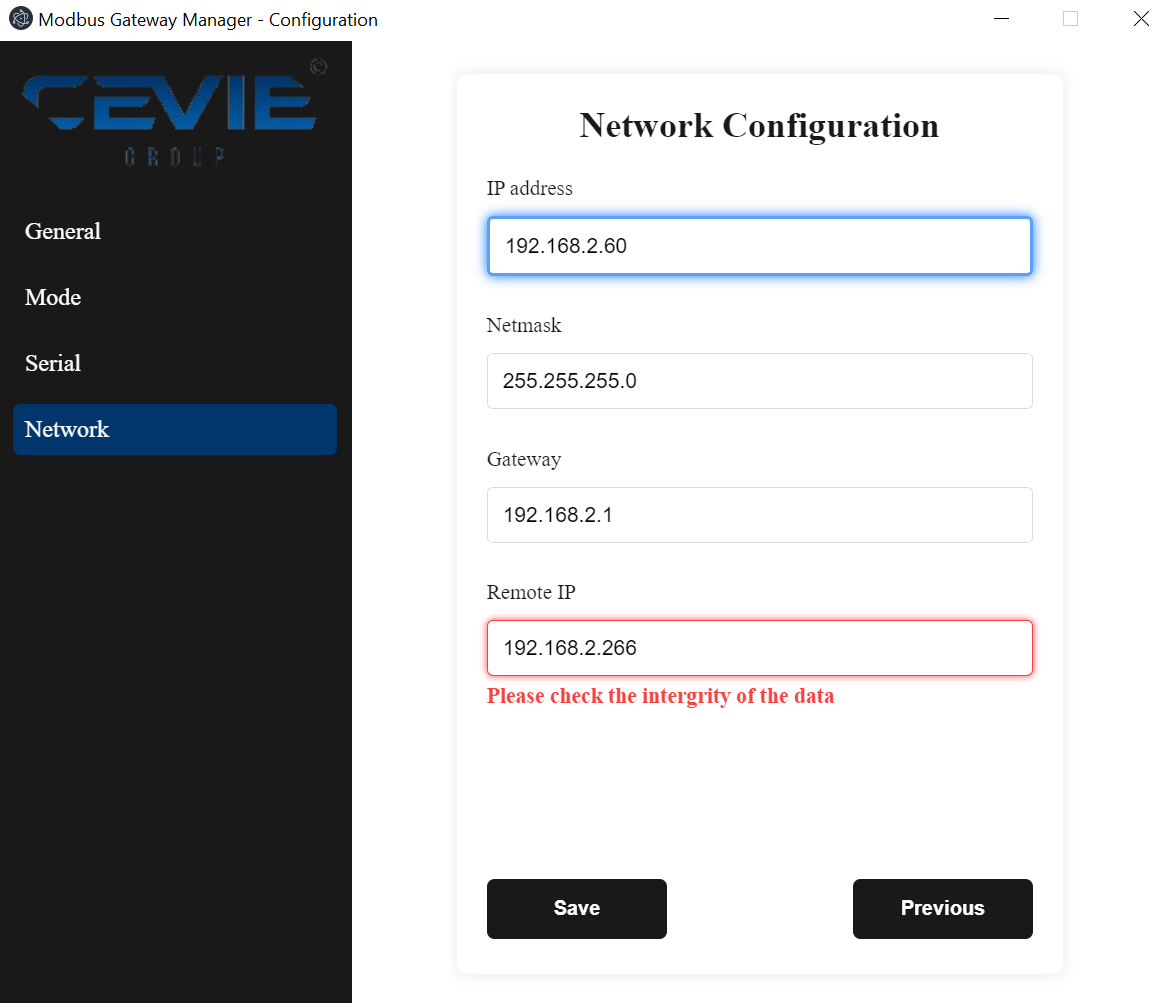 Modbus Gateway Manager - Configuration
CEVIE
GROUP
General
Mode
Serial
Network
Network Configuration
IP address
192.168.2.60
Netmask
255.255.255.0
Gateway
192.168.2.1
Remote IP
192.168.2.266
Please check the intergrity of the data
Save
Previous